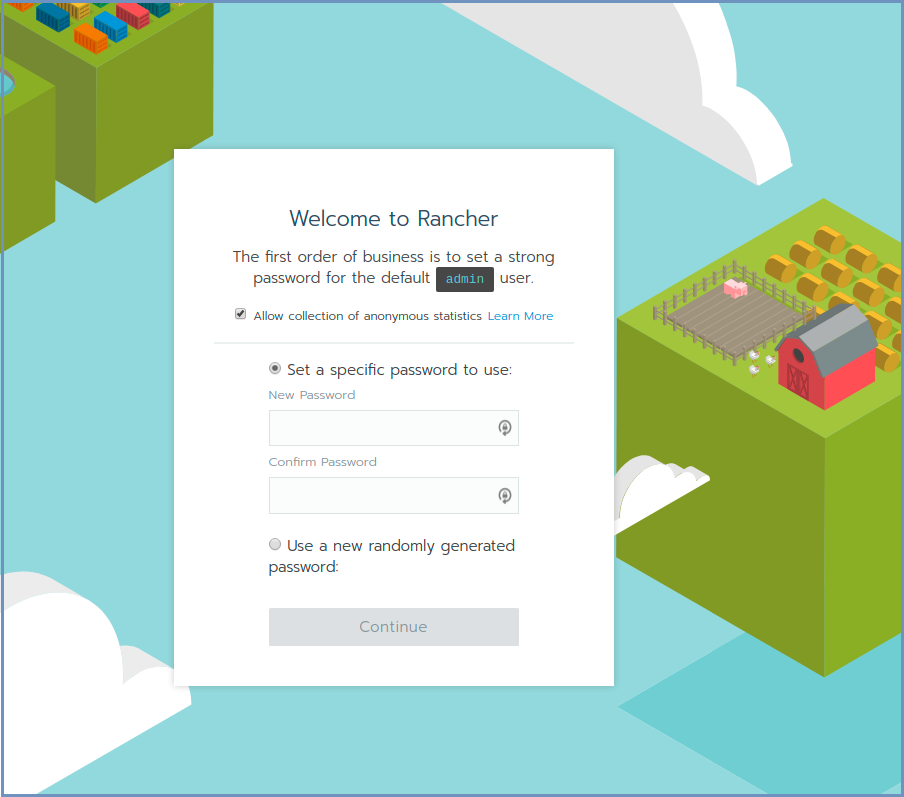 Welcome to Rancher
The first order of business is to set a strong
password for the default admin user.
Allow collection of anonymous statistics Learn More
Set a specific password to use:
New Password
Confirm Password
Use a new randomly generated
password:
Continue